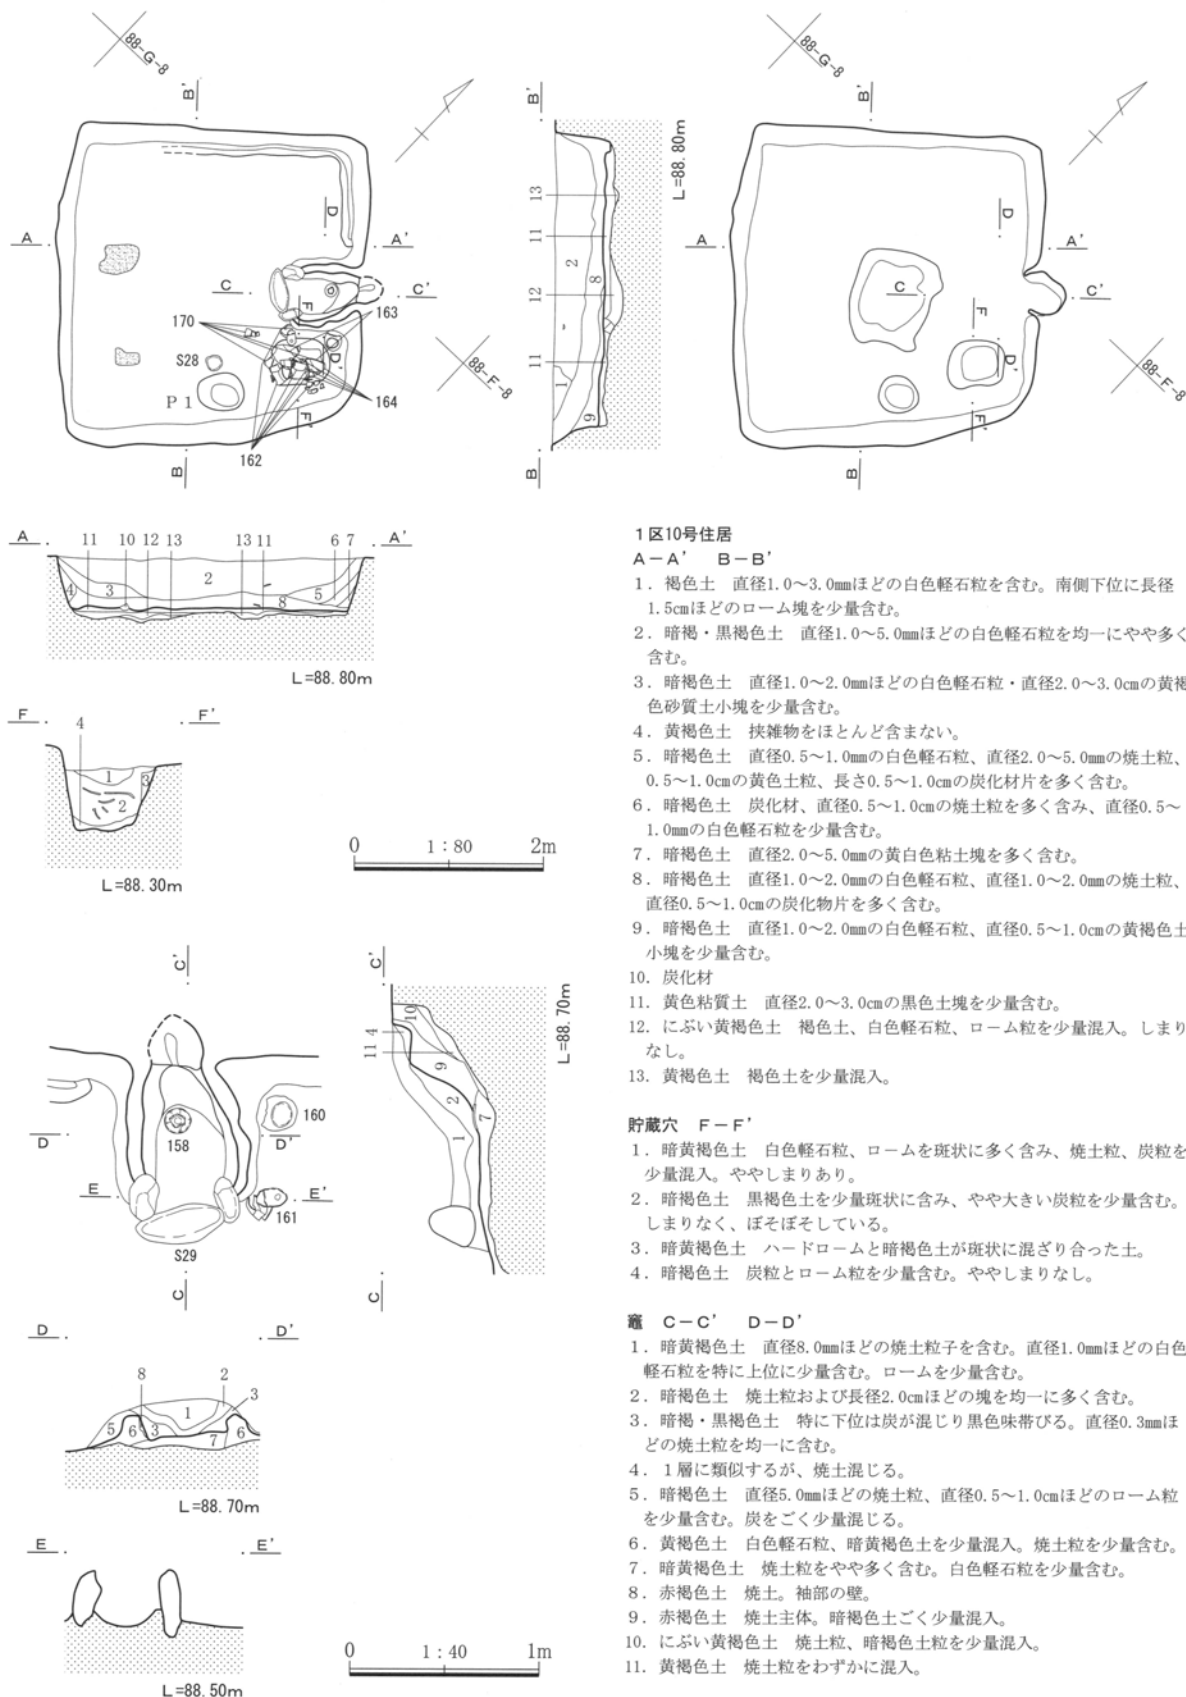 88-G-8
88-G-8
B'
B'
B'
L=88.80m
D
D
A
A'
A
A'
C
C'
C
C'
F
F
170
163
D'
D'
S28
88-F-8
88-F-8
P 1
164
F'
F'
162
B
B
B
13
11
2
8
12
11
1
9
A
11
10
12
13
13
11
6
7
A'
2
4
3
5
8
L=88.80m
F
4
F'
1
3
2
0
1:80
2m
L=88.30m
C'
C'
10
11
4
9
2
7
1
L=88.70m
160
158
D
D'
E
E'
161
S29
C
C
D
D'
8
2
3
1
5
6
3
7
6
L=88.70m
E
E'
0
1:40
1m
L=88.50m
1区10号住居
A-A'　B-B'
1．褐色土　直径1.0～3.0㎜ほどの白色軽石粒を含む。南側下位に長径
1.5㎝ほどのローム塊を少量含む。
2．暗褐・黒褐色土　直径1.0～5.0㎜ほどの白色軽石粒を均一にやや多く
含む。
3．暗褐色土　直径1.0～2.0㎜ほどの白色軽石粒・直径2.0～3.0㎝の黄褐
色砂質土小塊を少量含む。
4．黄褐色土　挟雑物をほとんど含まない。
5．暗褐色土　直径0.5～1.0㎜の白色軽石粒、直径2.0～5.0㎜の焼土粒、
0.5～1.0㎝の黄色土粒、長さ0.5～1.0㎝の炭化材片を多く含む。
6．暗褐色土　炭化材、直径0.5～1.0㎝の焼土粒を多く含み、直径0.5～
1.0㎜の白色軽石粒を少量含む。
7．暗褐色土　直径2.0～5.0㎜の黄白色粘土塊を多く含む。
8．暗褐色土　直径1.0～2.0㎜の白色軽石粒、直径1.0～2.0㎜の焼土粒、
直径0.5～1.0㎝の炭化物片を多く含む。
9．暗褐色土　直径1.0～2.0㎜の白色軽石粒、直径0.5～1.0㎝の黄褐色土
小塊を少量含む。
10．炭化材
11．黄色粘質土　直径2.0～3.0㎝の黒色土塊を少量含む。
12．にぶい黄褐色土　褐色土、白色軽石粒、ローム粒を少量混入。しまり
なし。
13．黄褐色土　褐色土を少量混入。
貯蔵穴　F-F'
1．暗黄褐色土　白色軽石粒、ロームを斑状に多く含み、焼土粒、炭粒を
少量混入。ややしまりあり。
2．暗褐色土　黒褐色土を少量斑状に含み、やや大きい炭粒を少量含む。
しまりなく、ぼそぼそしている。
3．暗黄褐色土　ハードロームと暗褐色土が斑状に混ざり合った土。
4．暗褐色土　炭粒とローム粒を少量含む。ややしまりなし。
竈　C-C'　D-D'
1．暗黄褐色土　直径8.0㎜ほどの焼土粒子を含む。直径1.0㎜ほどの白色
軽石粒を特に上位に少量含む。ロームを少量含む。
2．暗褐色土　焼土粒および長径2.0㎝ほどの塊を均一に多く含む。
3．暗褐・黒褐色土　特に下位は炭が混じり黒色味帯びる。直径0.3㎜ほ
どの焼土粒を均一に含む。
4．1層に類似するが、焼土混じる。
5．暗褐色土　直径5.0㎜ほどの焼土粒、直径0.5～1.0㎝ほどのローム粒
を少量含む。炭をごく少量混じる。
6．黄褐色土　白色軽石粒、暗黄褐色土を少量混入。焼土粒を少量含む。
7．暗黄褐色土　焼土粒をやや多く含む。白色軽石粒を少量含む。
8．赤褐色土　焼土。袖部の壁。
9．赤褐色土　焼土主体。暗褐色土ごく少量混入。
10．にぶい黄褐色土　焼土粒、暗褐色土粒を少量混入。
11．黄褐色土　焼土粒をわずかに混入。